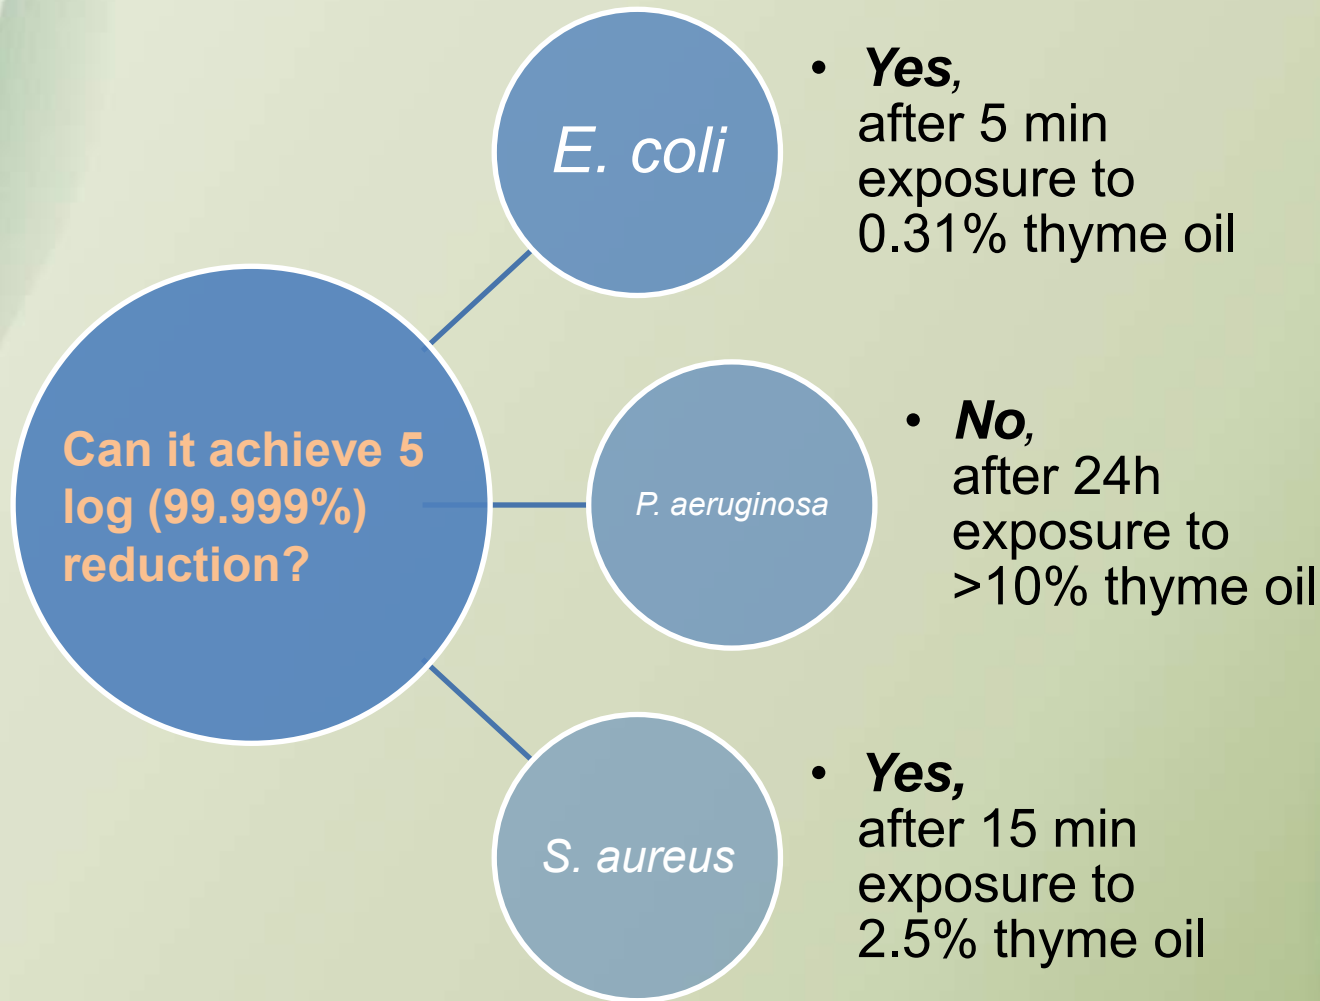 Can it achieve 5
log (99.999%)
reduction?
E. coli
• Yes,
after 5 min
exposure to
0.31% thyme oil
P. aeruginosa
• No,
after 24h
exposure to
>10% thyme oil
S. aureus
• Yes,
after 15 min
exposure to
2.5% thyme oil